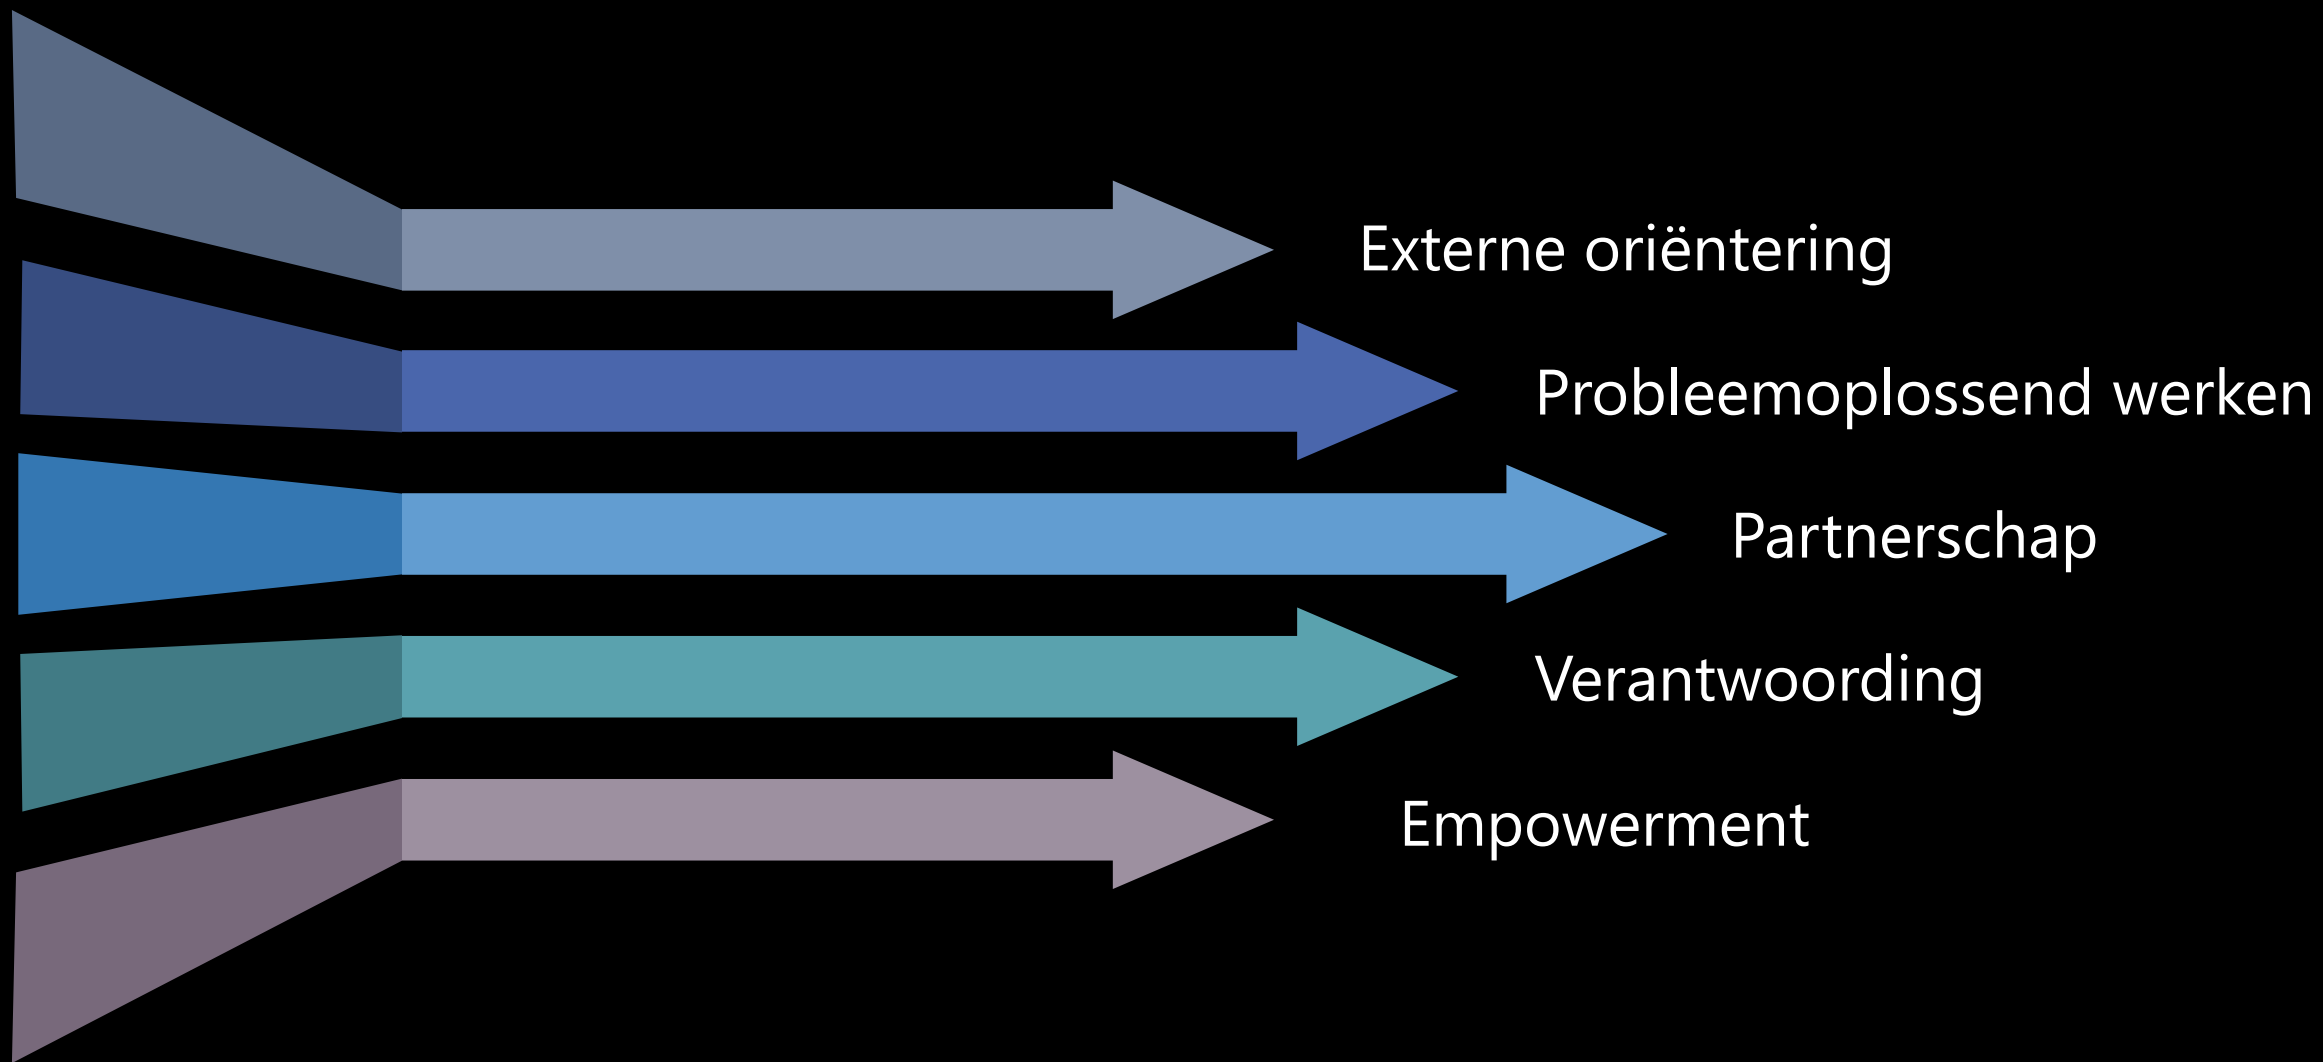 Externe oriëntering
Probleemoplossend werken
Partnerschap
Verantwoording
Empowerment